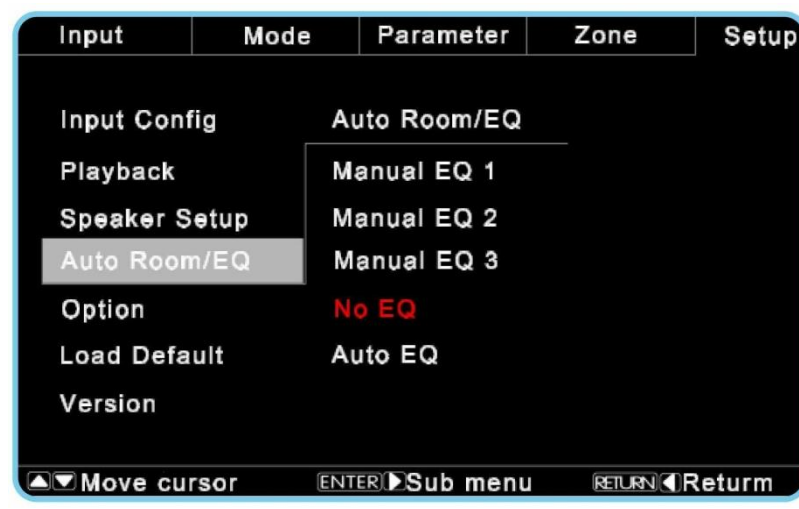 Input Mode Parameter Zone Setup
Input Config Auto Room/EQ
Playback Manual EQ 1
Speaker Setup Manual EQ 2
Auto Room/EQ Manual EQ 3
Option No EQ
Load Default Auto EQ
Version
Move cursor ENTER Sub menu RETURN Returm